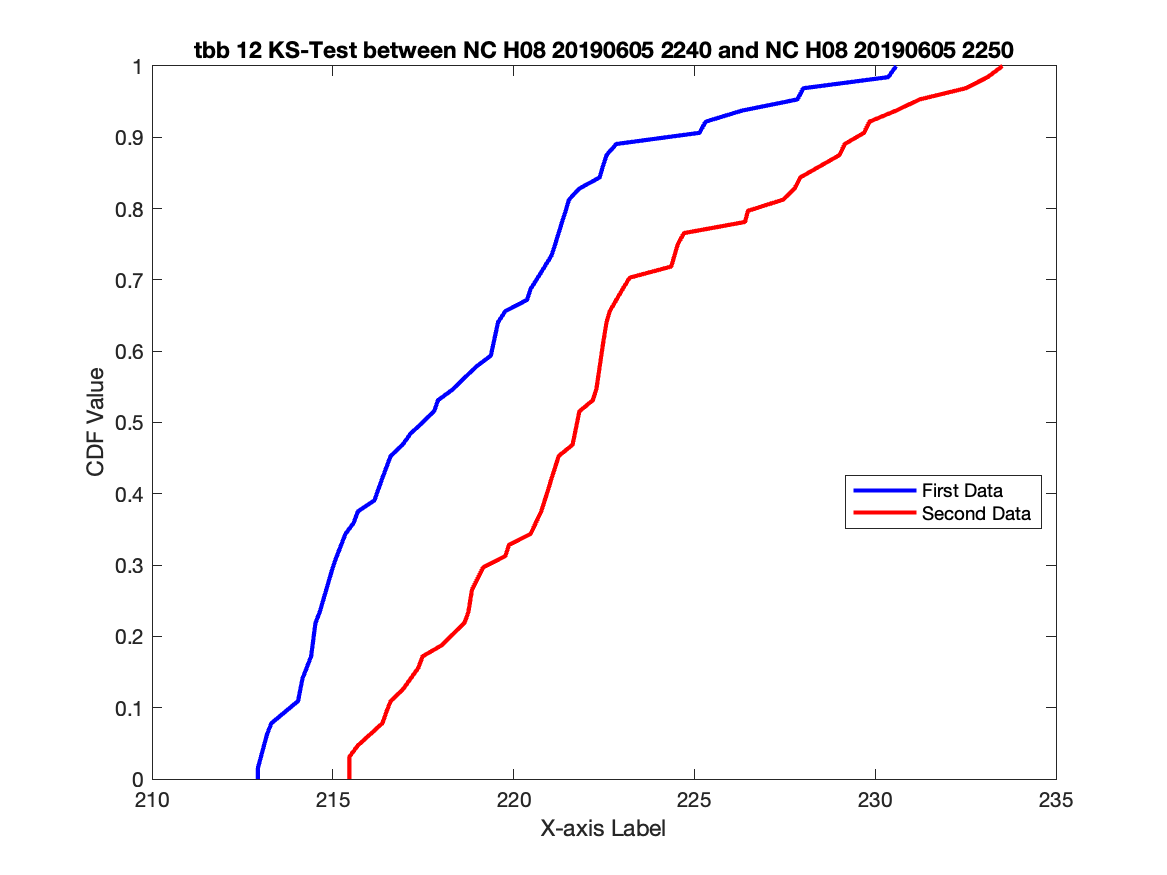 tbb 12 KS-Test between NC H08 20190605 2240 and NC H08 20190605 2250
1
0.9
0.8
0.7
0.6
0.5
0.4
0.3
0.2
0.1
0
CDF Value
First Data
Second Data
210 215 220 225 230 235
X-axis Label